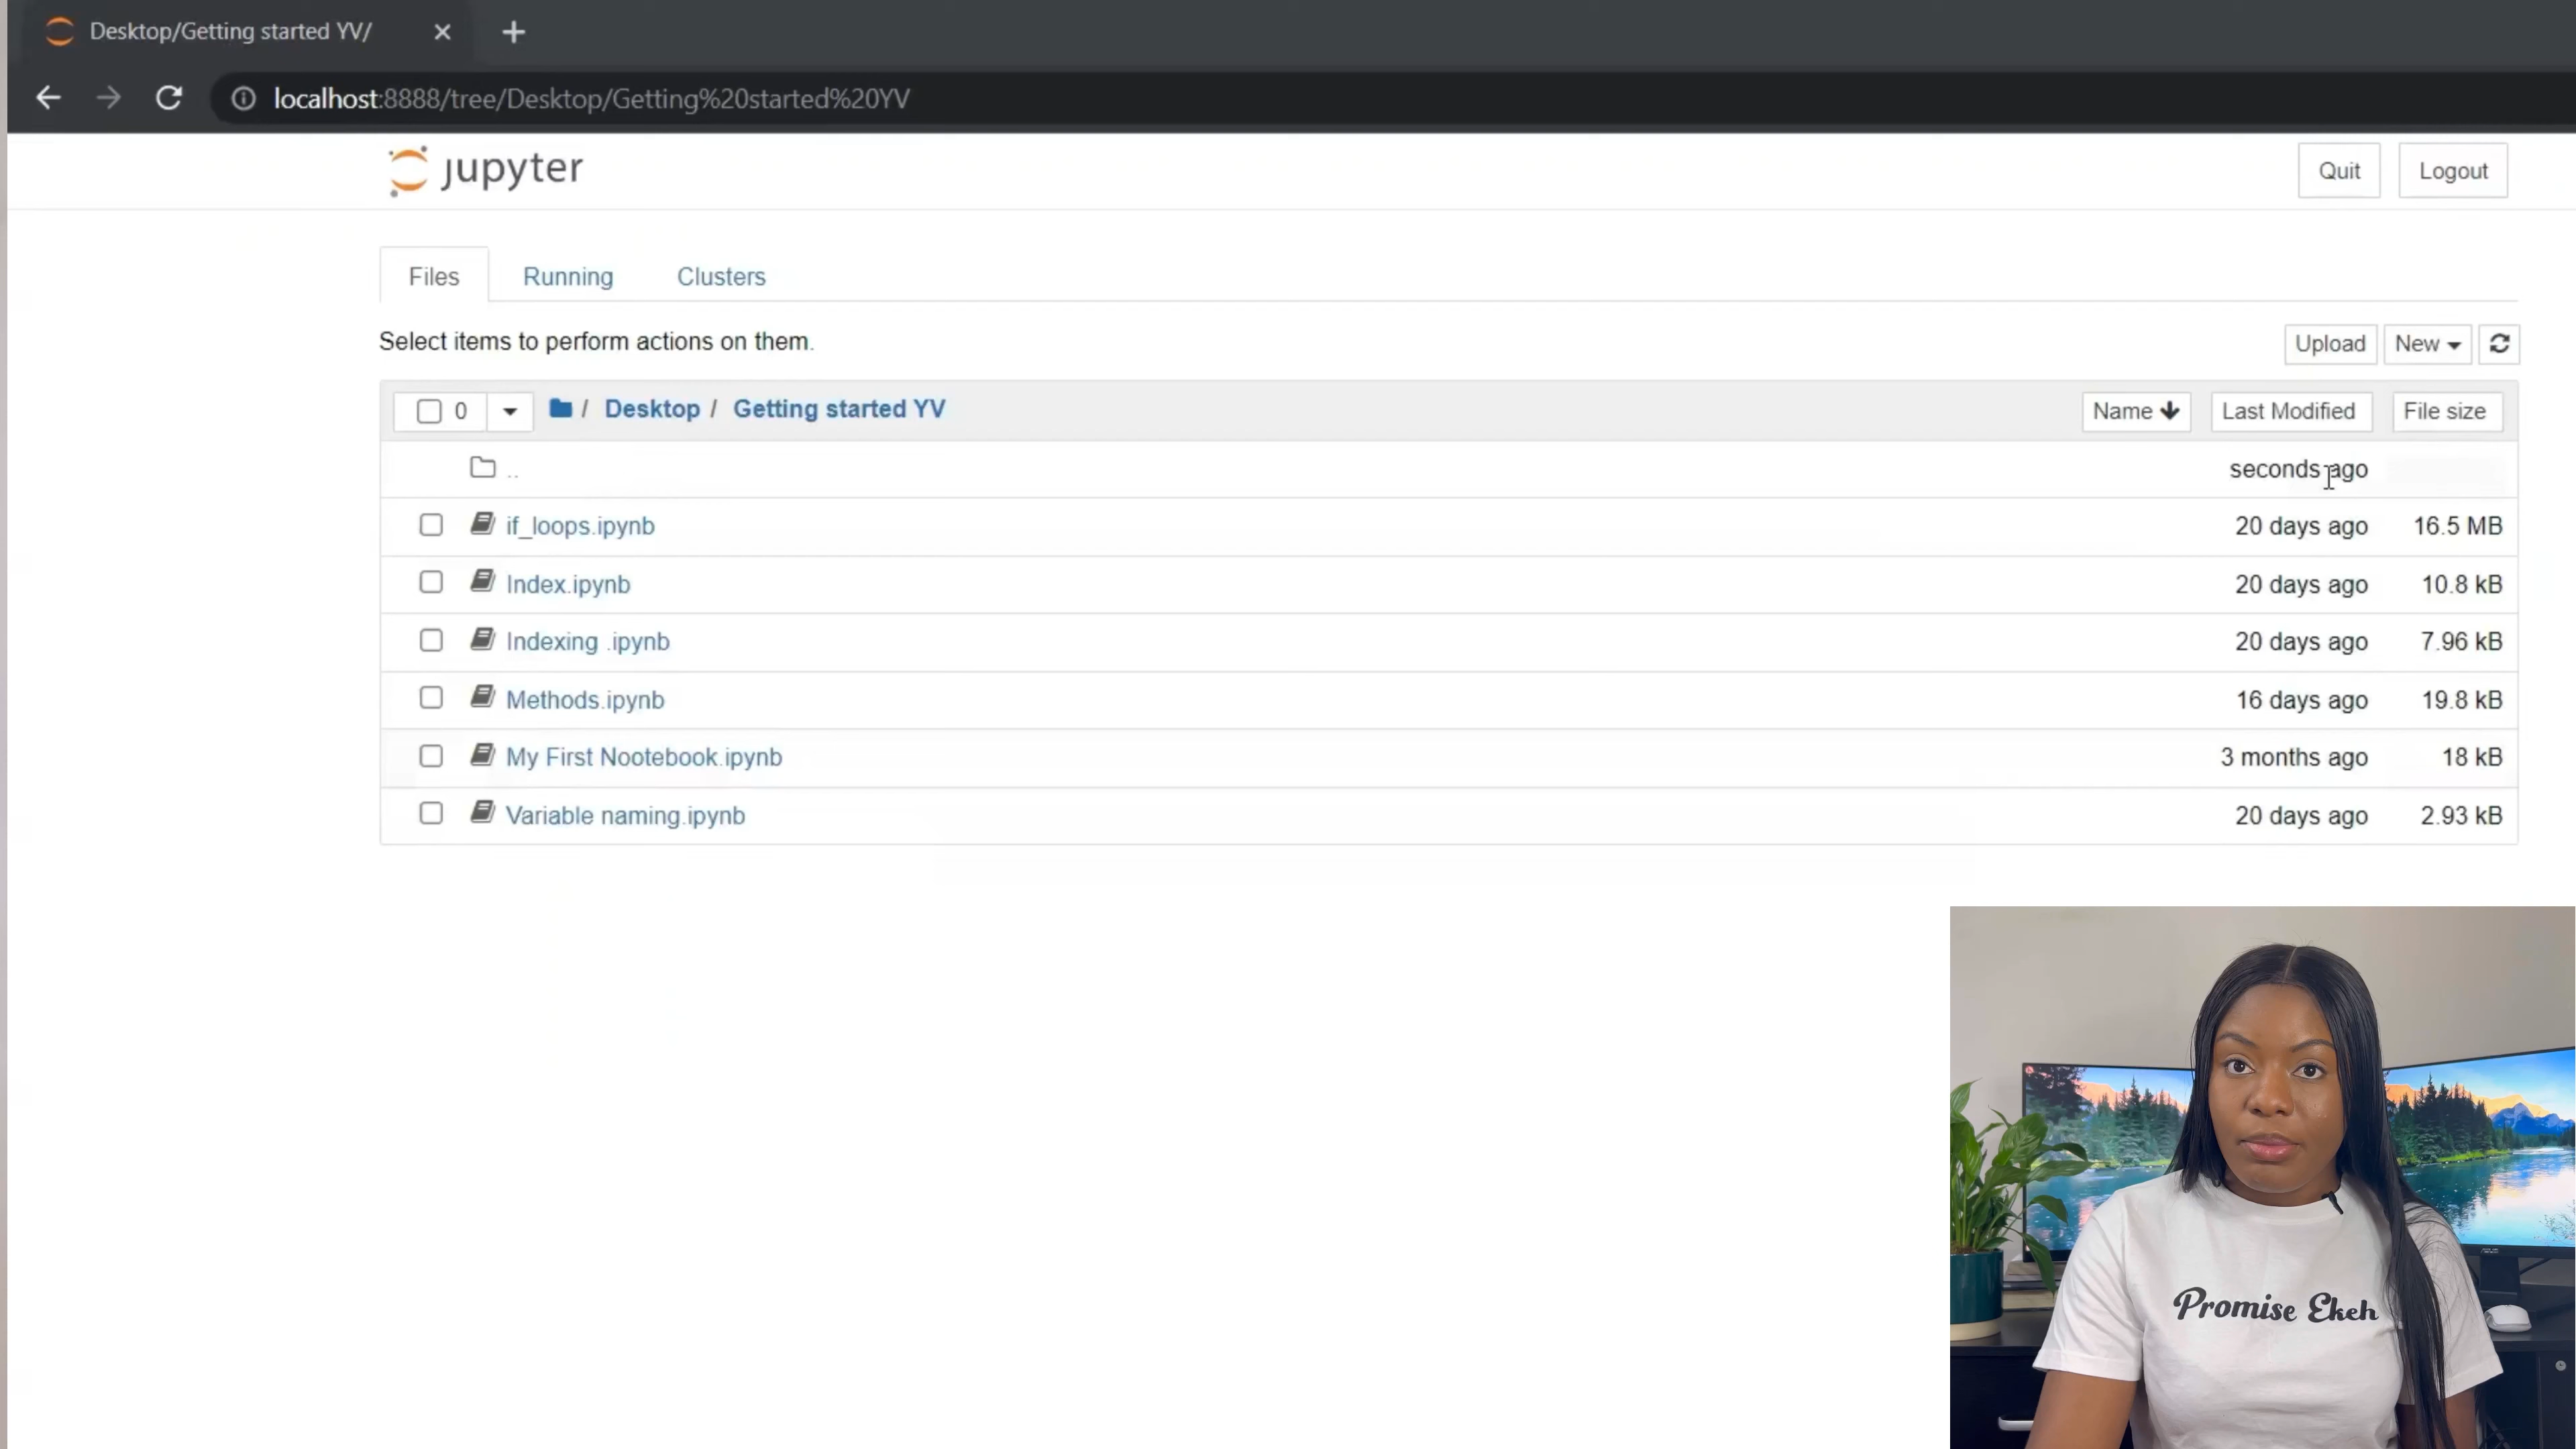 Desktop/Getting started YV/
localhost:8888/tree/Desktop/Getting%20started%20YV
jupyter
Quit Logout
Files Running Clusters
Select items to perform actions on them.
Upload New
0 / Desktop / Getting started YV Name Last Modified File size
.. seconds ago
if_loops.ipynb 20 days ago 16.5 MB
Index.ipynb 20 days ago 10.8 kB
Indexing .ipynb 20 days ago 7.96 kB
Methods.ipynb 16 days ago 19.8 kB
My First Nootebook.ipynb 3 months ago 18 kB
Variable naming.ipynb 20 days ago 2.93 kB
Promise Ekeh